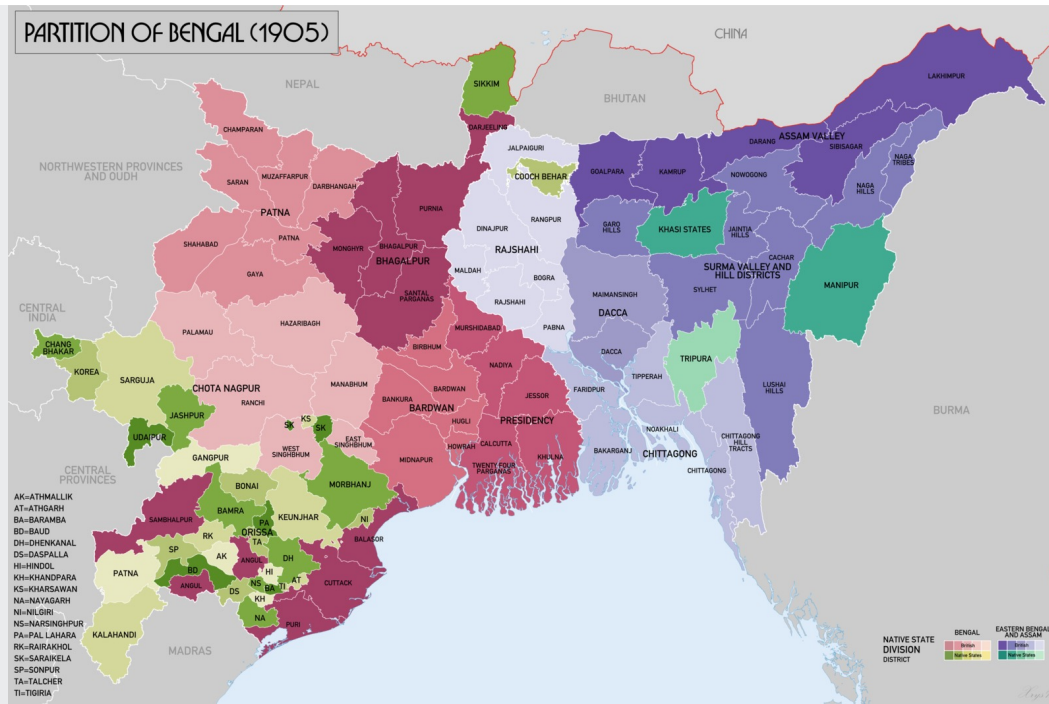 PARTITION OF BENGAL (1905)
CHINA
NEPAL
SIKKIM
BHUTAN
LAKHIMPUR
DARJEELING
CHAMPARAN
ASSAM VALLEY
DARANG
SIBISAGAR
JALPAIGURI
NORTHWESTERN PROVINCES
AND OUDH
SARAN
MUZAFFARPUR
DARBHANGAH
COOCH BEHAR
GOALPARA
KAMRUP
NOWOGONG
NAGA
TRIBES
NAGA
HILLS
PATNA
PURNIA
DINAJPUR
RANGPUR
GARO
HILLS
KHASI STATES
JAINTIA
HILLS
SHAHABAD
PATNA
MONGHYR
BHAGALPUR
BHAGALPUR
RAJSHAHI
CACHAR
SURMA VALLEY AND
HILL DISTRICTS
GAYA
MALDAH
BOGRA
SANTAL
PARGANAS
RAJSHAHI
MAIMANSINGH
SYLHET
MANIPUR
CENTRAL
INDIA
HAZARIBAGH
DACCA
PALAMAU
MURSHIDABAD
PABNA
CHANG
BHAKAR
BIRBHUM
DACCA
TRIPURA
KOREA
SARGUJA
NADIYA
TIPPERAH
CHOTA NAGPUR
MANABHUM
BARDWAN
FARIDPUR
LUSHAI
HILLS
RANCHI
BANKURA
BARDWAN
JESSOR
JASHPUR
KS
SK
SK
HUGLI
PRESIDENCY
NOAKHALI
BURMA
UDAIPUR
WEST
SINGHBHUM
EAST
SINGHBHUM
HOWRAH
CALCUTTA
KHULNA
BAKARGANJ
CHITTAGONG
CHITTAGONG
HILL
TRACTS
GANGPUR
MIDNAPUR
TWENTY FOUR
PARGANAS
CHITTAGONG
CENTRAL
PROVINCES
BONAI
MORBHANJ
AK=ATHMALLIK
AT=ATHGARH
BA=BARAMBA
BD=BAUD
DH=DHENKANAL
DS=DASPALLA
HI=HINDOL
KH=KHANDPARA
KS=KHARSAWAN
NA=NAYAGARH
NI=NILGIRI
NS=NARSINGHPUR
PA=PAL LAHARA
RK=RAIRAKHOL
SK=SARAIKELA
SP=SONPUR
TA=TALCHER
TI=TIGIRIA
SAMBHALPUR
BAMRA
PA
KEUNJHAR
NI
ORISSA
RK
TA
BALASOR
SP
AK
ANGUL
DH
PATNA
BD
HI
ANGUL
DS
NS
BA
TI
AT
CUTTACK
KH
NA
PURI
KALAHANDI
MADRAS
NATIVE STATE
DIVISION
DISTRICT
BENGAL
British
Native States
EASTERN BENGAL
AND ASSAM
British
Native States